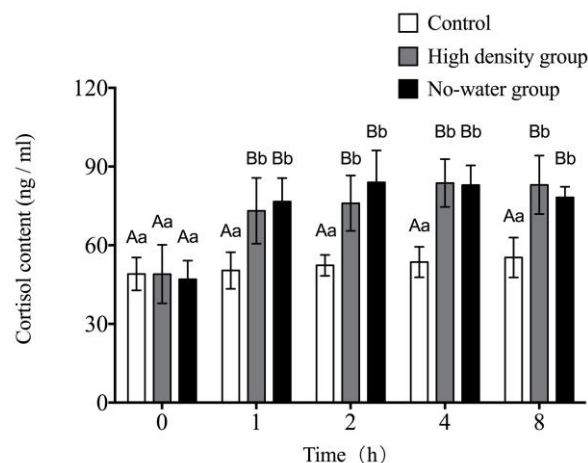 Control
High density group
No-water group
Cortisol content (ng / ml)
120
90
60
30
0
Aa Aa Aa
Aa Bb Bb
Aa Bb Bb
Aa Bb Bb
Aa Bb Bb
0 1 2 4 8
Time（h）